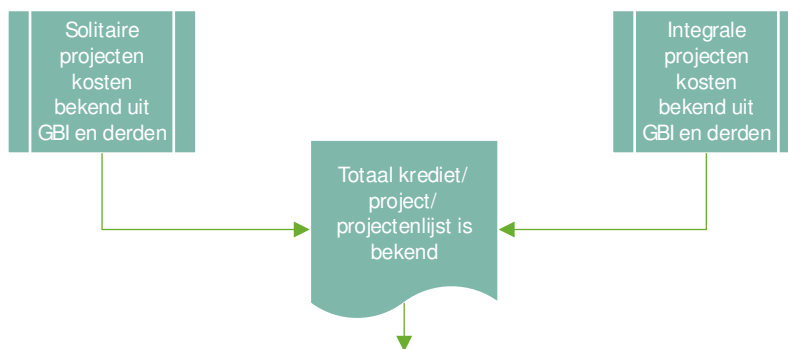 Solitaire
projecten
kosten
bekend uit
GBI en derden
Integrale
projecten
kosten
bekend uit
GBI en derden
Totaal krediet/
project/
projectenlijst is
bekend